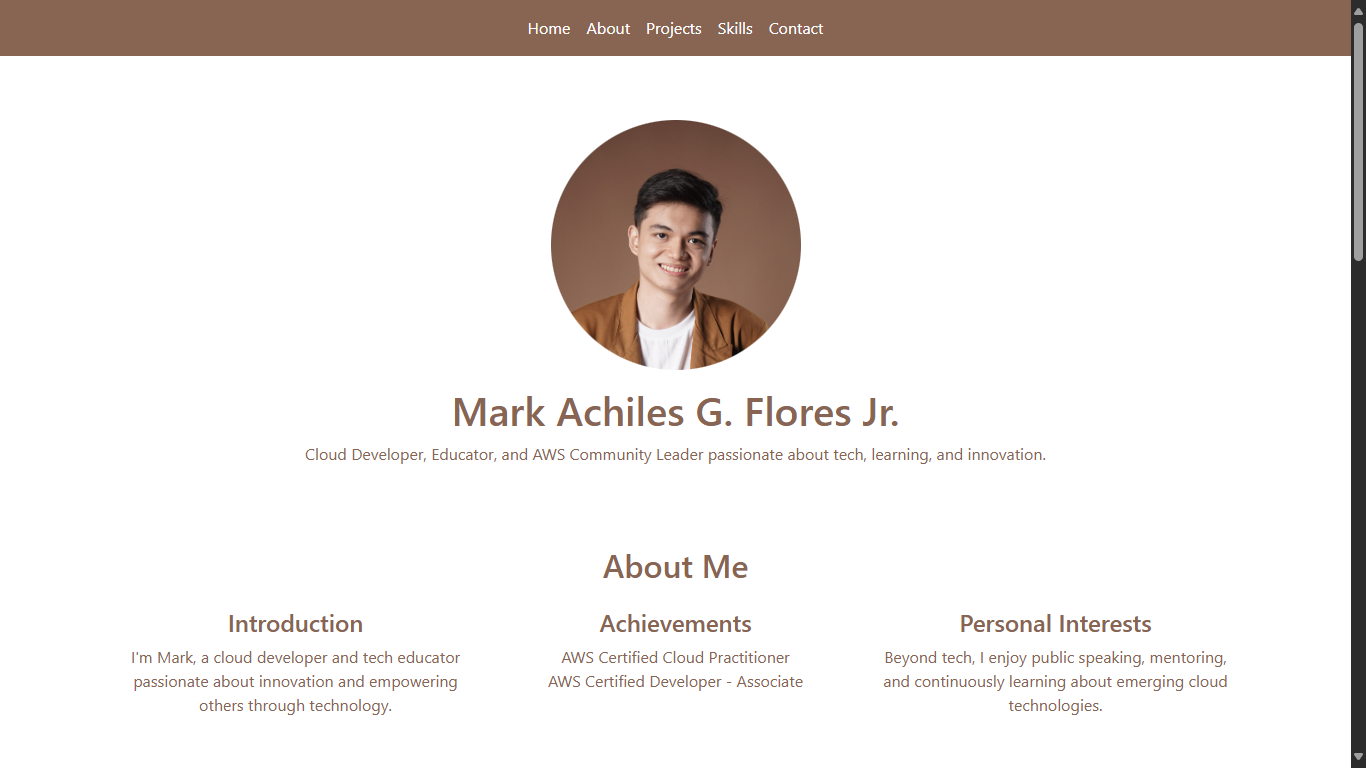 Home About Projects Skills Contact
Mark Achiles G. Flores Jr.
Cloud Developer, Educator, and AWS Community Leader passionate about tech, learning, and innovation.
About Me
Introduction
I'm Mark, a cloud developer and tech educator
passionate about innovation and empowering
others through technology.
Achievements
AWS Certified Cloud Practitioner
AWS Certified Developer - Associate
Personal Interests
Beyond tech, I enjoy public speaking, mentoring,
and continuously learning about emerging cloud
technologies.